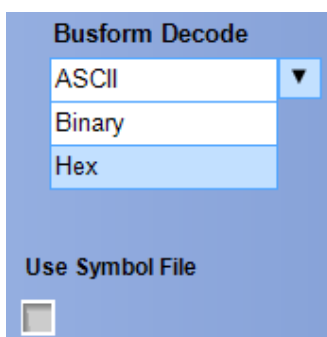 Busform Decode
ASCII
Binary
Hex
Use Symbol File